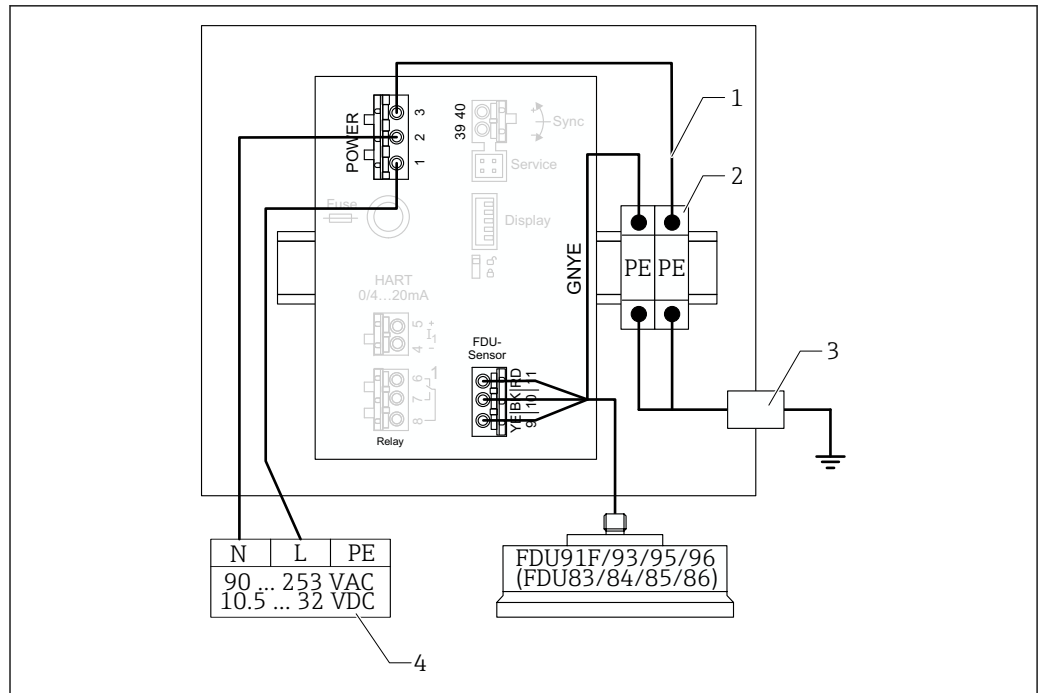 POWER
3
2
1
39 40
Sync
+
-
Service
1
2
Fuse
Display
HART
0/4...20mA
GNYE
PE PE
5 +
I1
4 -
FDU-
Sensor
3
6
1
7
8
RD 11
BK 10
YE 9
Relay
N L PE
90 ... 253 VAC
10.5 ... 32 VDC
FDU91F/93/95/96
(FDU83/84/85/86)
4